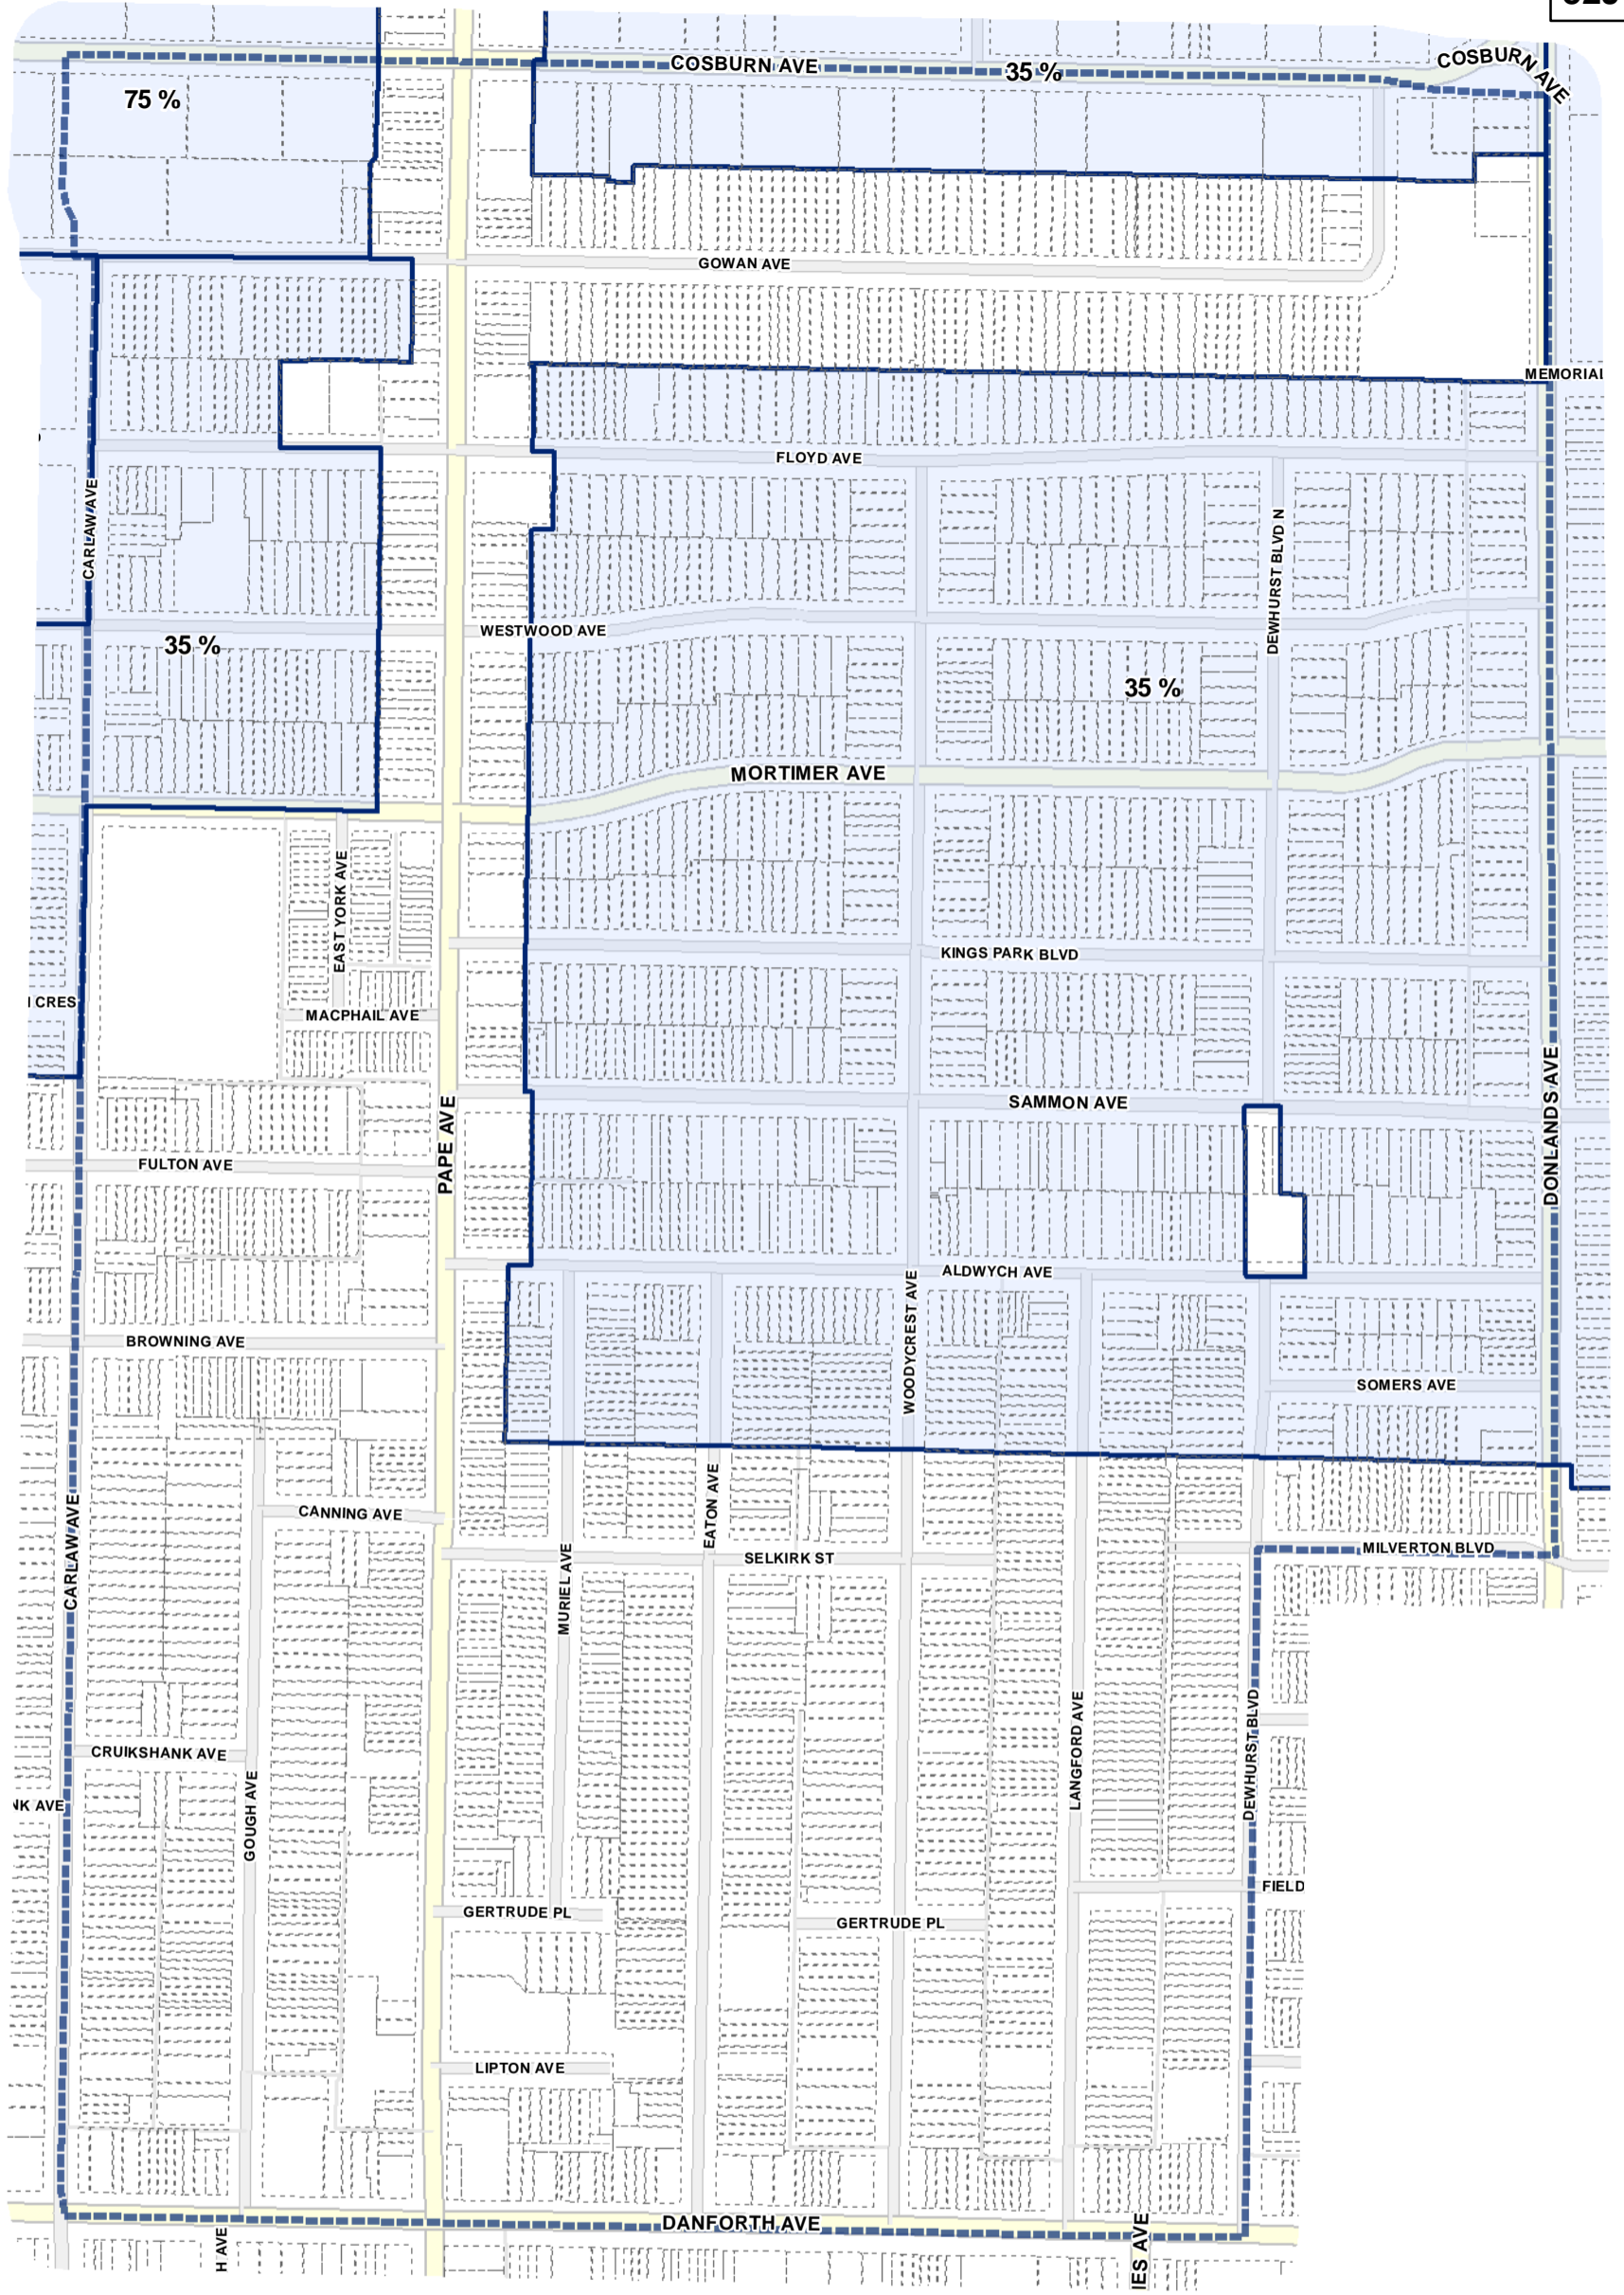 COSBURN AVE
35 %
COSBURN AVE
75 %
GOWAN AVE
MEMORIAL
FLOYD AVE
CARLAW AVE
DEWHURST BLVD N
WESTWOOD AVE
35 %
35 %
MORTIMER AVE
EAST YORK AVE
KINGS PARK BLVD
CRES
MACPHAIL AVE
SAMMON AVE
PAPE AVE
DONLANDS AVE
FULTON AVE
ALDWYCH AVE
WOODYCREST AVE
BROWNING AVE
SOMERS AVE
CARLAW AVE
CANNING AVE
EATON AVE
MURIEL AVE
SELKIRK ST
MILVERTON BLVD
LANGFORD AVE
DEWHURST BLVD
CRUIKSHANK AVE
NK AVE
GOUGH AVE
FIELD
GERTRUDE PL
GERTRUDE PL
LIPTON AVE
DANFORTH AVE
H AVE
IES AVE